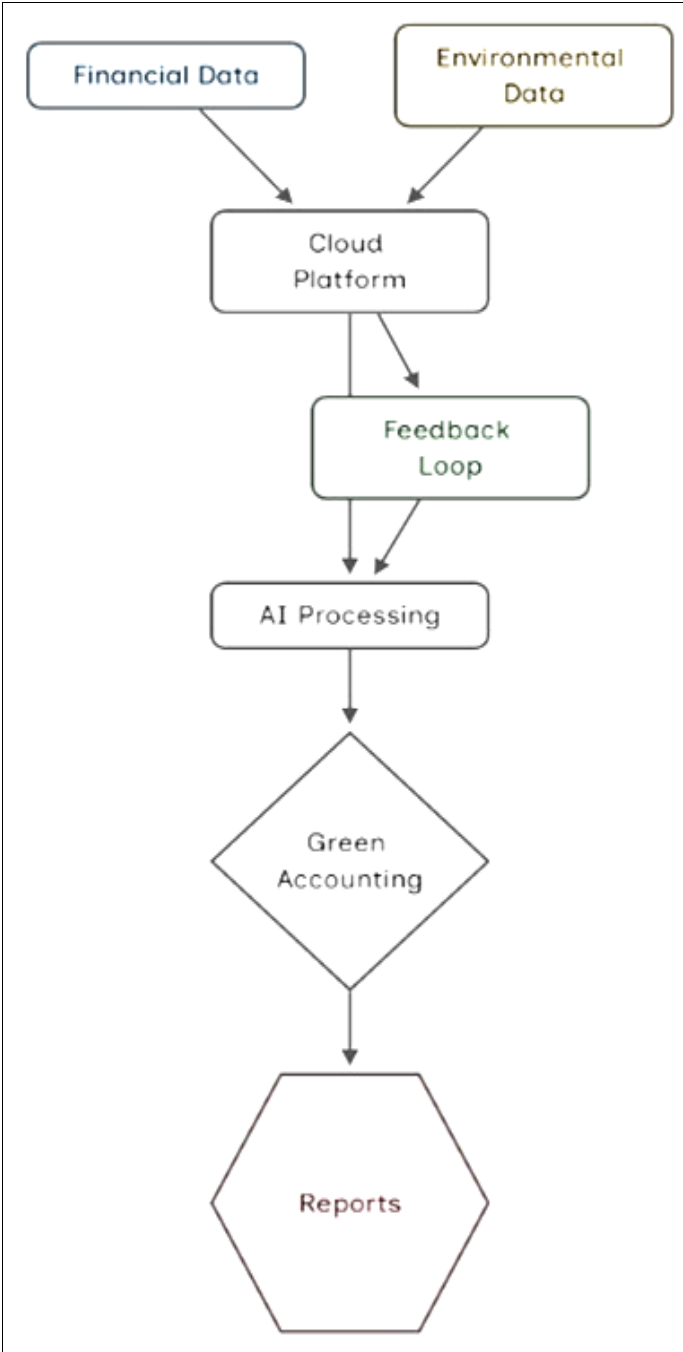 Financial Data
Environmental
Data
Cloud
Platform
Feedback
Loop
AI Processing
Green
Accounting
Reports